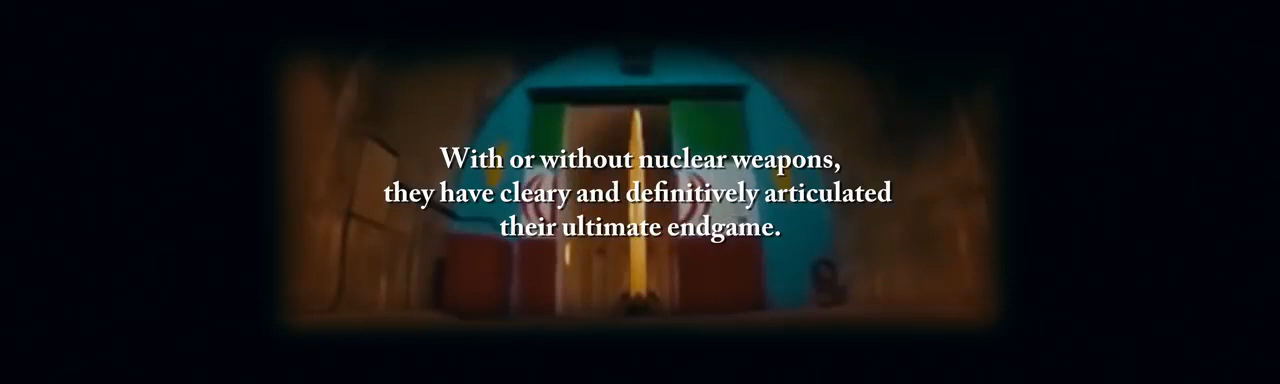 With or without nuclear weapons,
they have cleary and definitively articulated
their ultimate endgame.